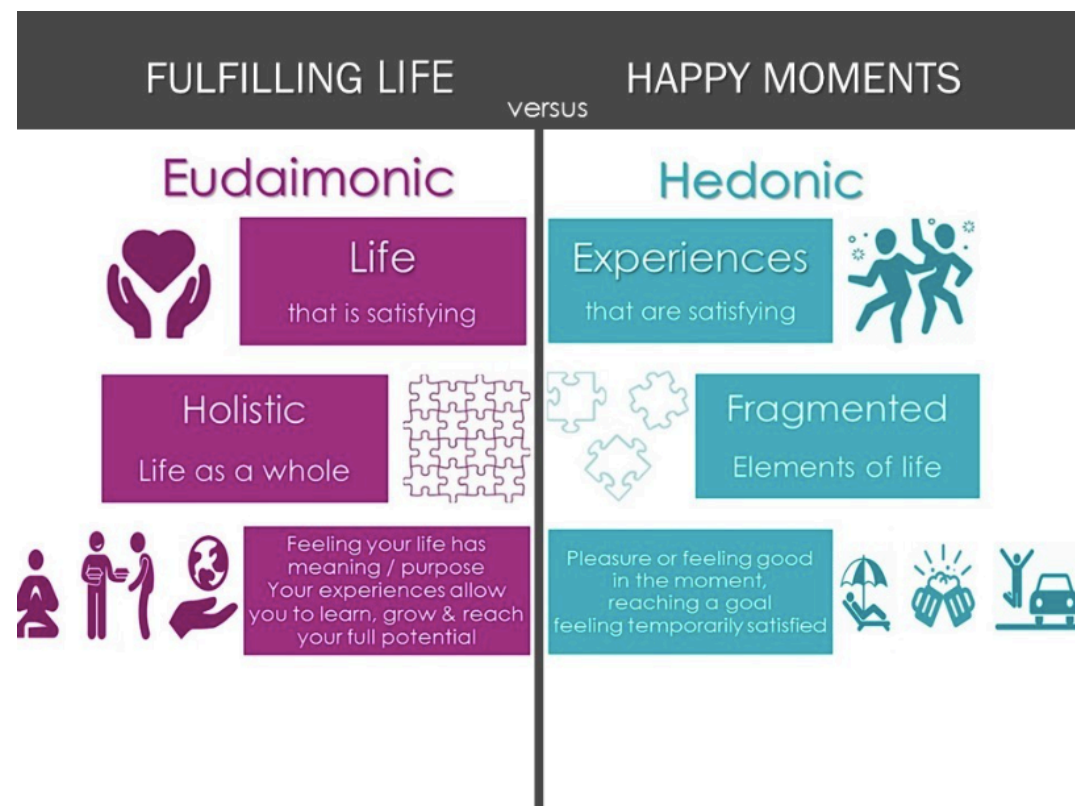 FULFILLING LIFE
versus
HAPPY MOMENTS
Eudaimonic
Life
that is satisfying
Holistic
Life as a whole
Feeling your life has
meaning / purpose
Your experiences allow
you to learn, grow & reach
your full potential
Hedonic
Experiences
that are satisfying
Fragmented
Elements of life
Pleasure or feeling good
in the moment,
reaching a goal
feeling temporarily satisfied